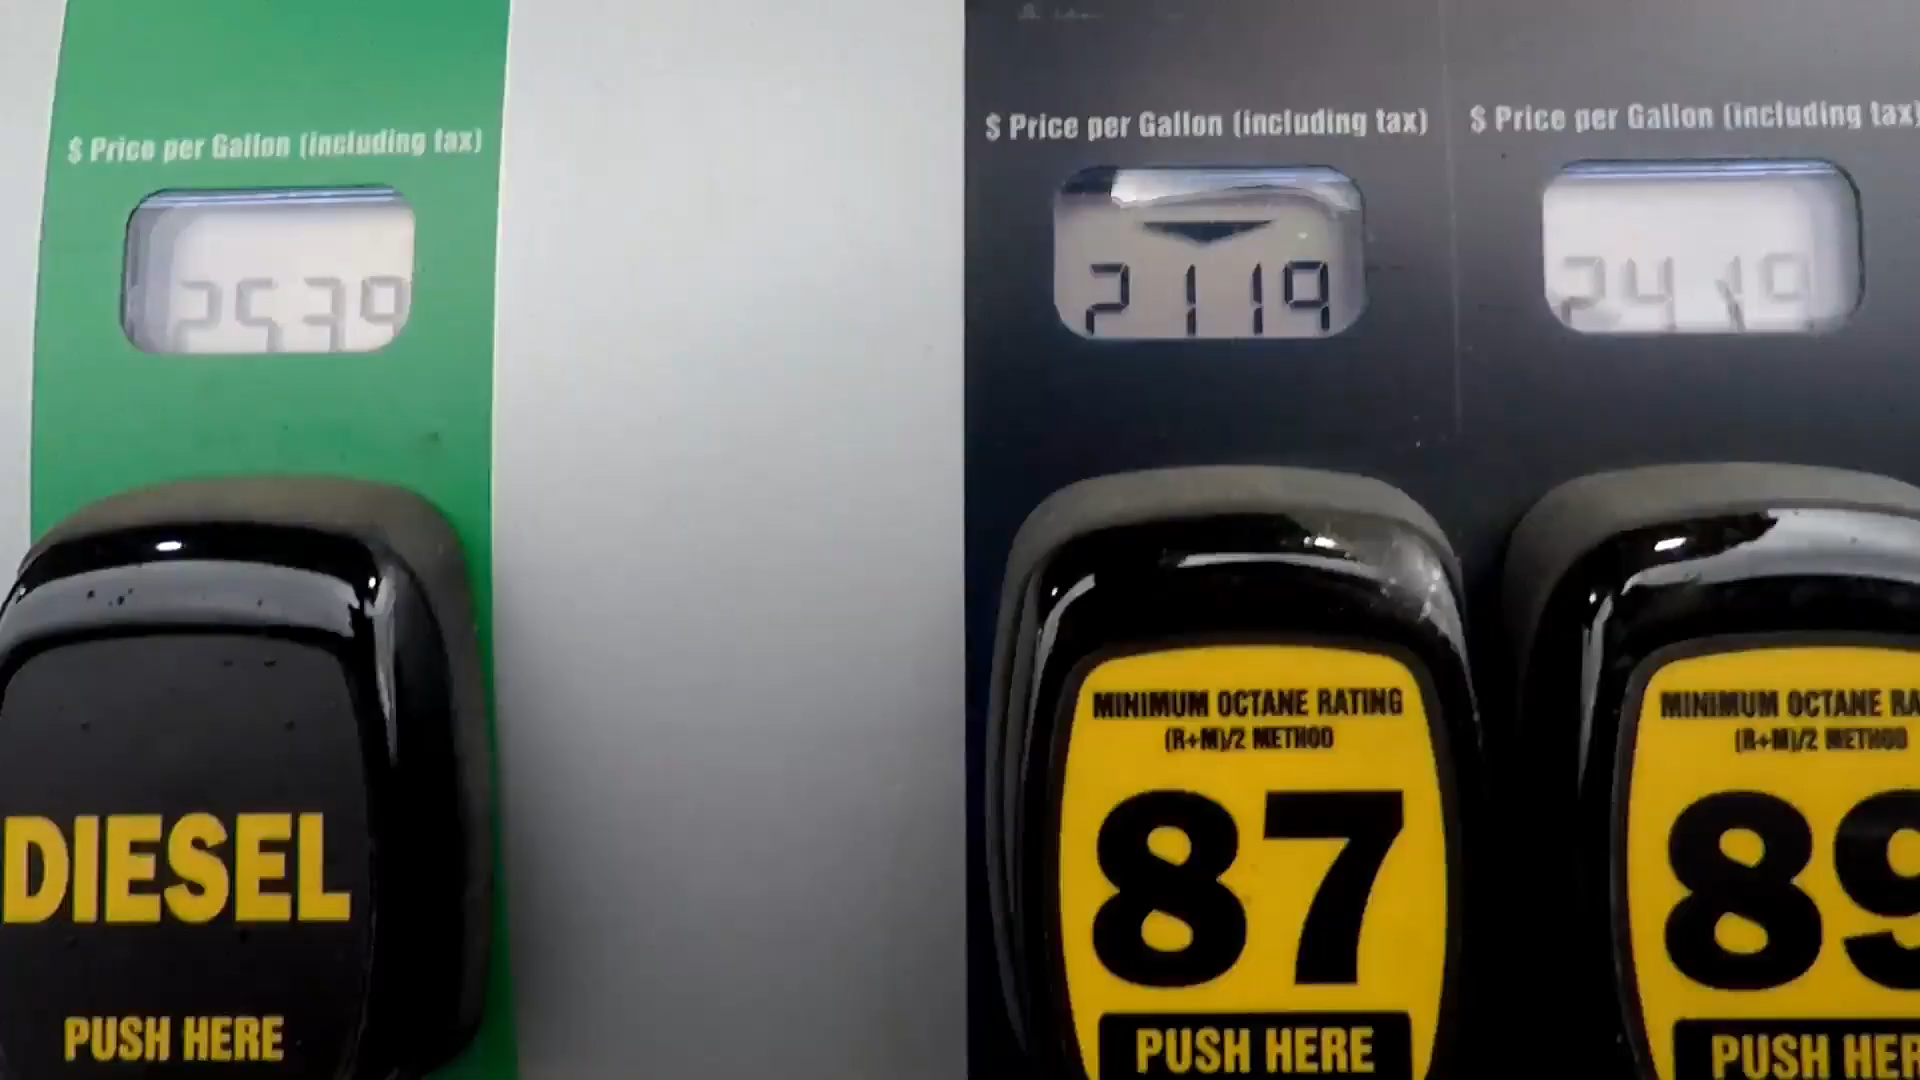 $ Price per Gallon (including tax)
2539
DIESEL
PUSH HERE
$ Price per Gallon (including tax)
2119
MINIMUM OCTANE RATING
(R+M)/2 METHOD
87
PUSH HERE
$ Price per Gallon (including tax)
2419
MINIMUM OCTANE RA
(R+M)/2 METHOD
89
PUSH HER